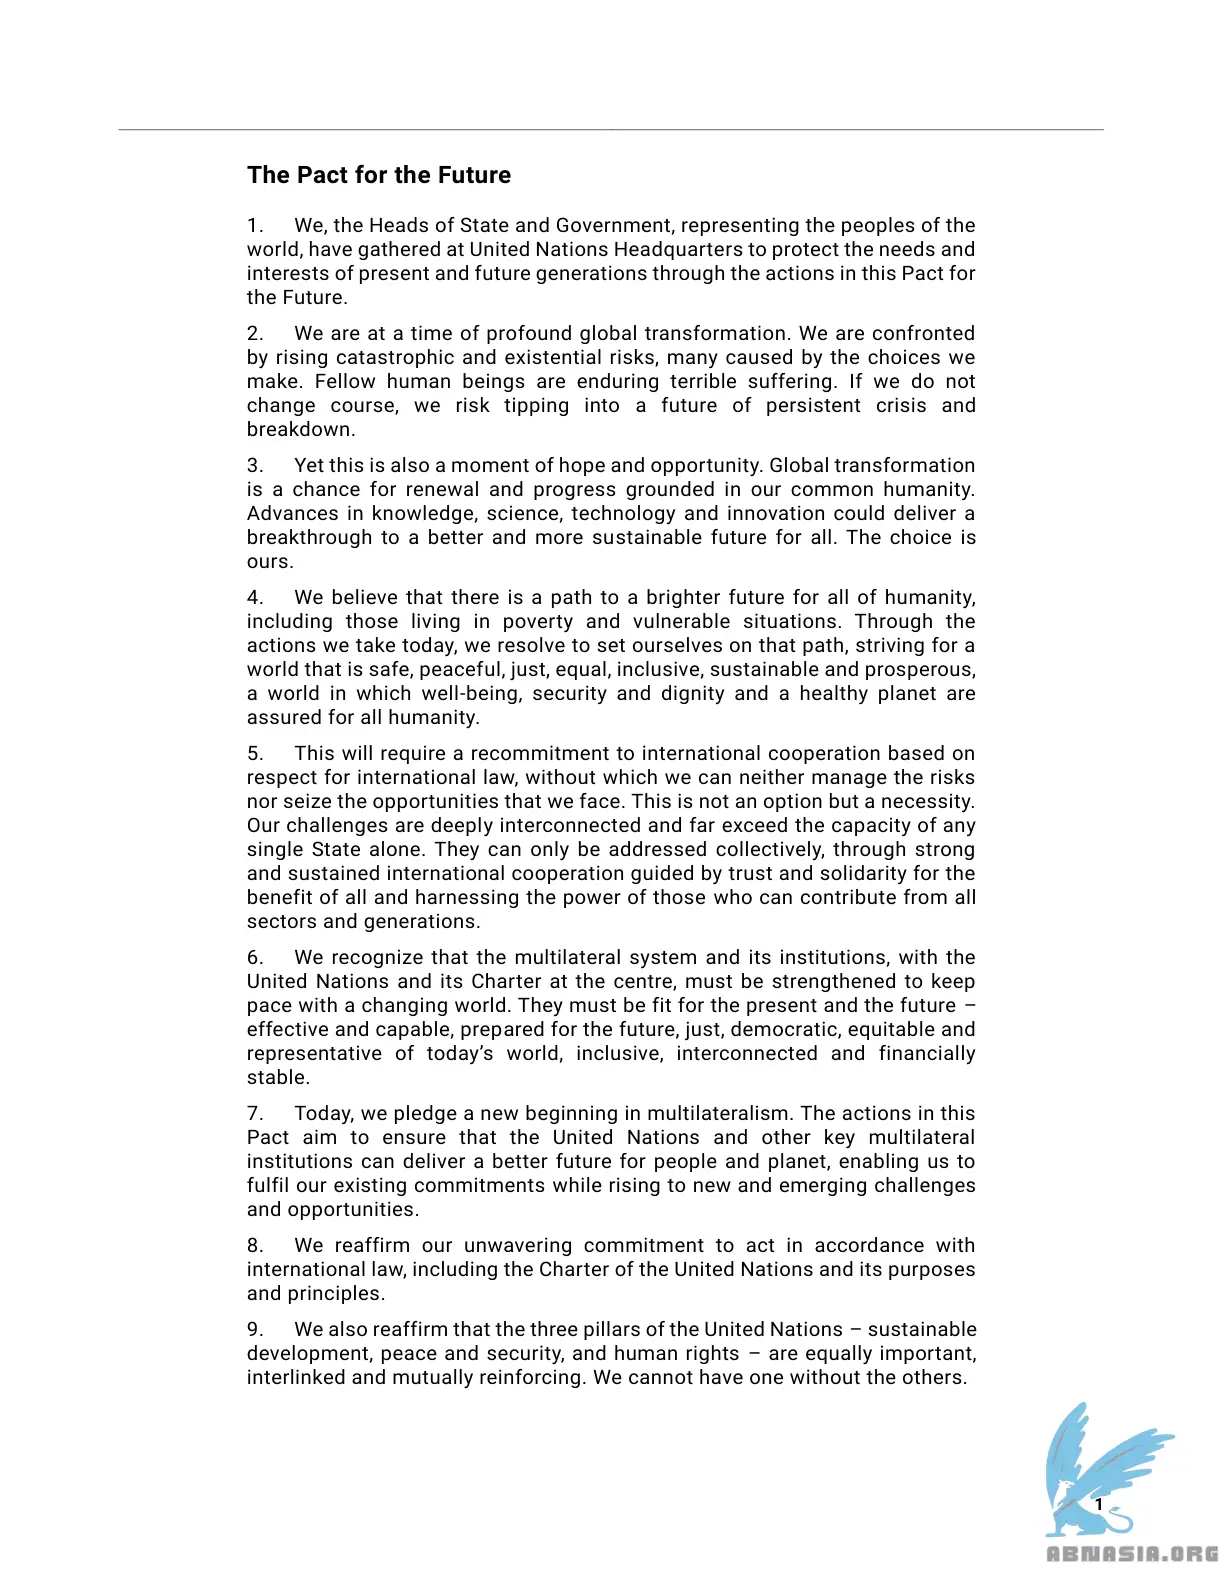 The Pact for the Future
1. We, the Heads of State and Government, representing the peoples of the
world, have gathered at United Nations Headquarters to protect the needs and
interests of present and future generations through the actions in this Pact for
the Future.
2. We are at a time of profound global transformation. We are confronted
by rising catastrophic and existential risks, many caused by the choices we
make. Fellow human beings are enduring terrible suffering. If we do not
change course, we risk tipping into a future of persistent crisis and
breakdown.
3. Yet this is also a moment of hope and opportunity. Global transformation
is a chance for renewal and progress grounded in our common humanity.
Advances in knowledge, science, technology and innovation could deliver a
breakthrough to a better and more sustainable future for all. The choice is
ours.
4. We believe that there is a path to a brighter future for all of humanity,
including those living in poverty and vulnerable situations. Through the
actions we take today, we resolve to set ourselves on that path, striving for a
world that is safe, peaceful, just, equal, inclusive, sustainable and prosperous,
a world in which well-being, security and dignity and a healthy planet are
assured for all humanity.
5. This will require a recommitment to international cooperation based on
respect for international law, without which we can neither manage the risks
nor seize the opportunities that we face. This is not an option but a necessity.
Our challenges are deeply interconnected and far exceed the capacity of any
single State alone. They can only be addressed collectively, through strong
and sustained international cooperation guided by trust and solidarity for the
benefit of all and harnessing the power of those who can contribute from all
sectors and generations.
6. We recognize that the multilateral system and its institutions, with the
United Nations and its Charter at the centre, must be strengthened to keep
pace with a changing world. They must be fit for the present and the future –
effective and capable, prepared for the future, just, democratic, equitable and
representative of today’s world, inclusive, interconnected and financially
stable.
7. Today, we pledge a new beginning in multilateralism. The actions in this
Pact aim to ensure that the United Nations and other key multilateral
institutions can deliver a better future for people and planet, enabling us to
fulfil our existing commitments while rising to new and emerging challenges
and opportunities.
8. We reaffirm our unwavering commitment to act in accordance with
international law, including the Charter of the United Nations and its purposes
and principles.
9. We also reaffirm that the three pillars of the United Nations – sustainable
development, peace and security, and human rights – are equally important,
interlinked and mutually reinforcing. We cannot have one without the others.
1
ABNASIA.ORG